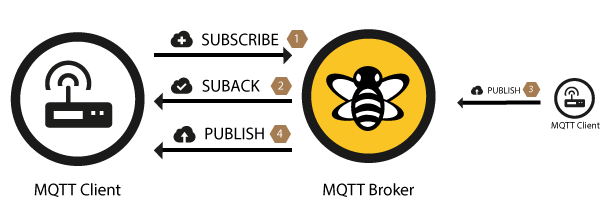 SUBSCRIBE 1
SUBACK 2
PUBLISH 3
PUBLISH 4
MQTT Client
MQTT Client
MQTT Broker